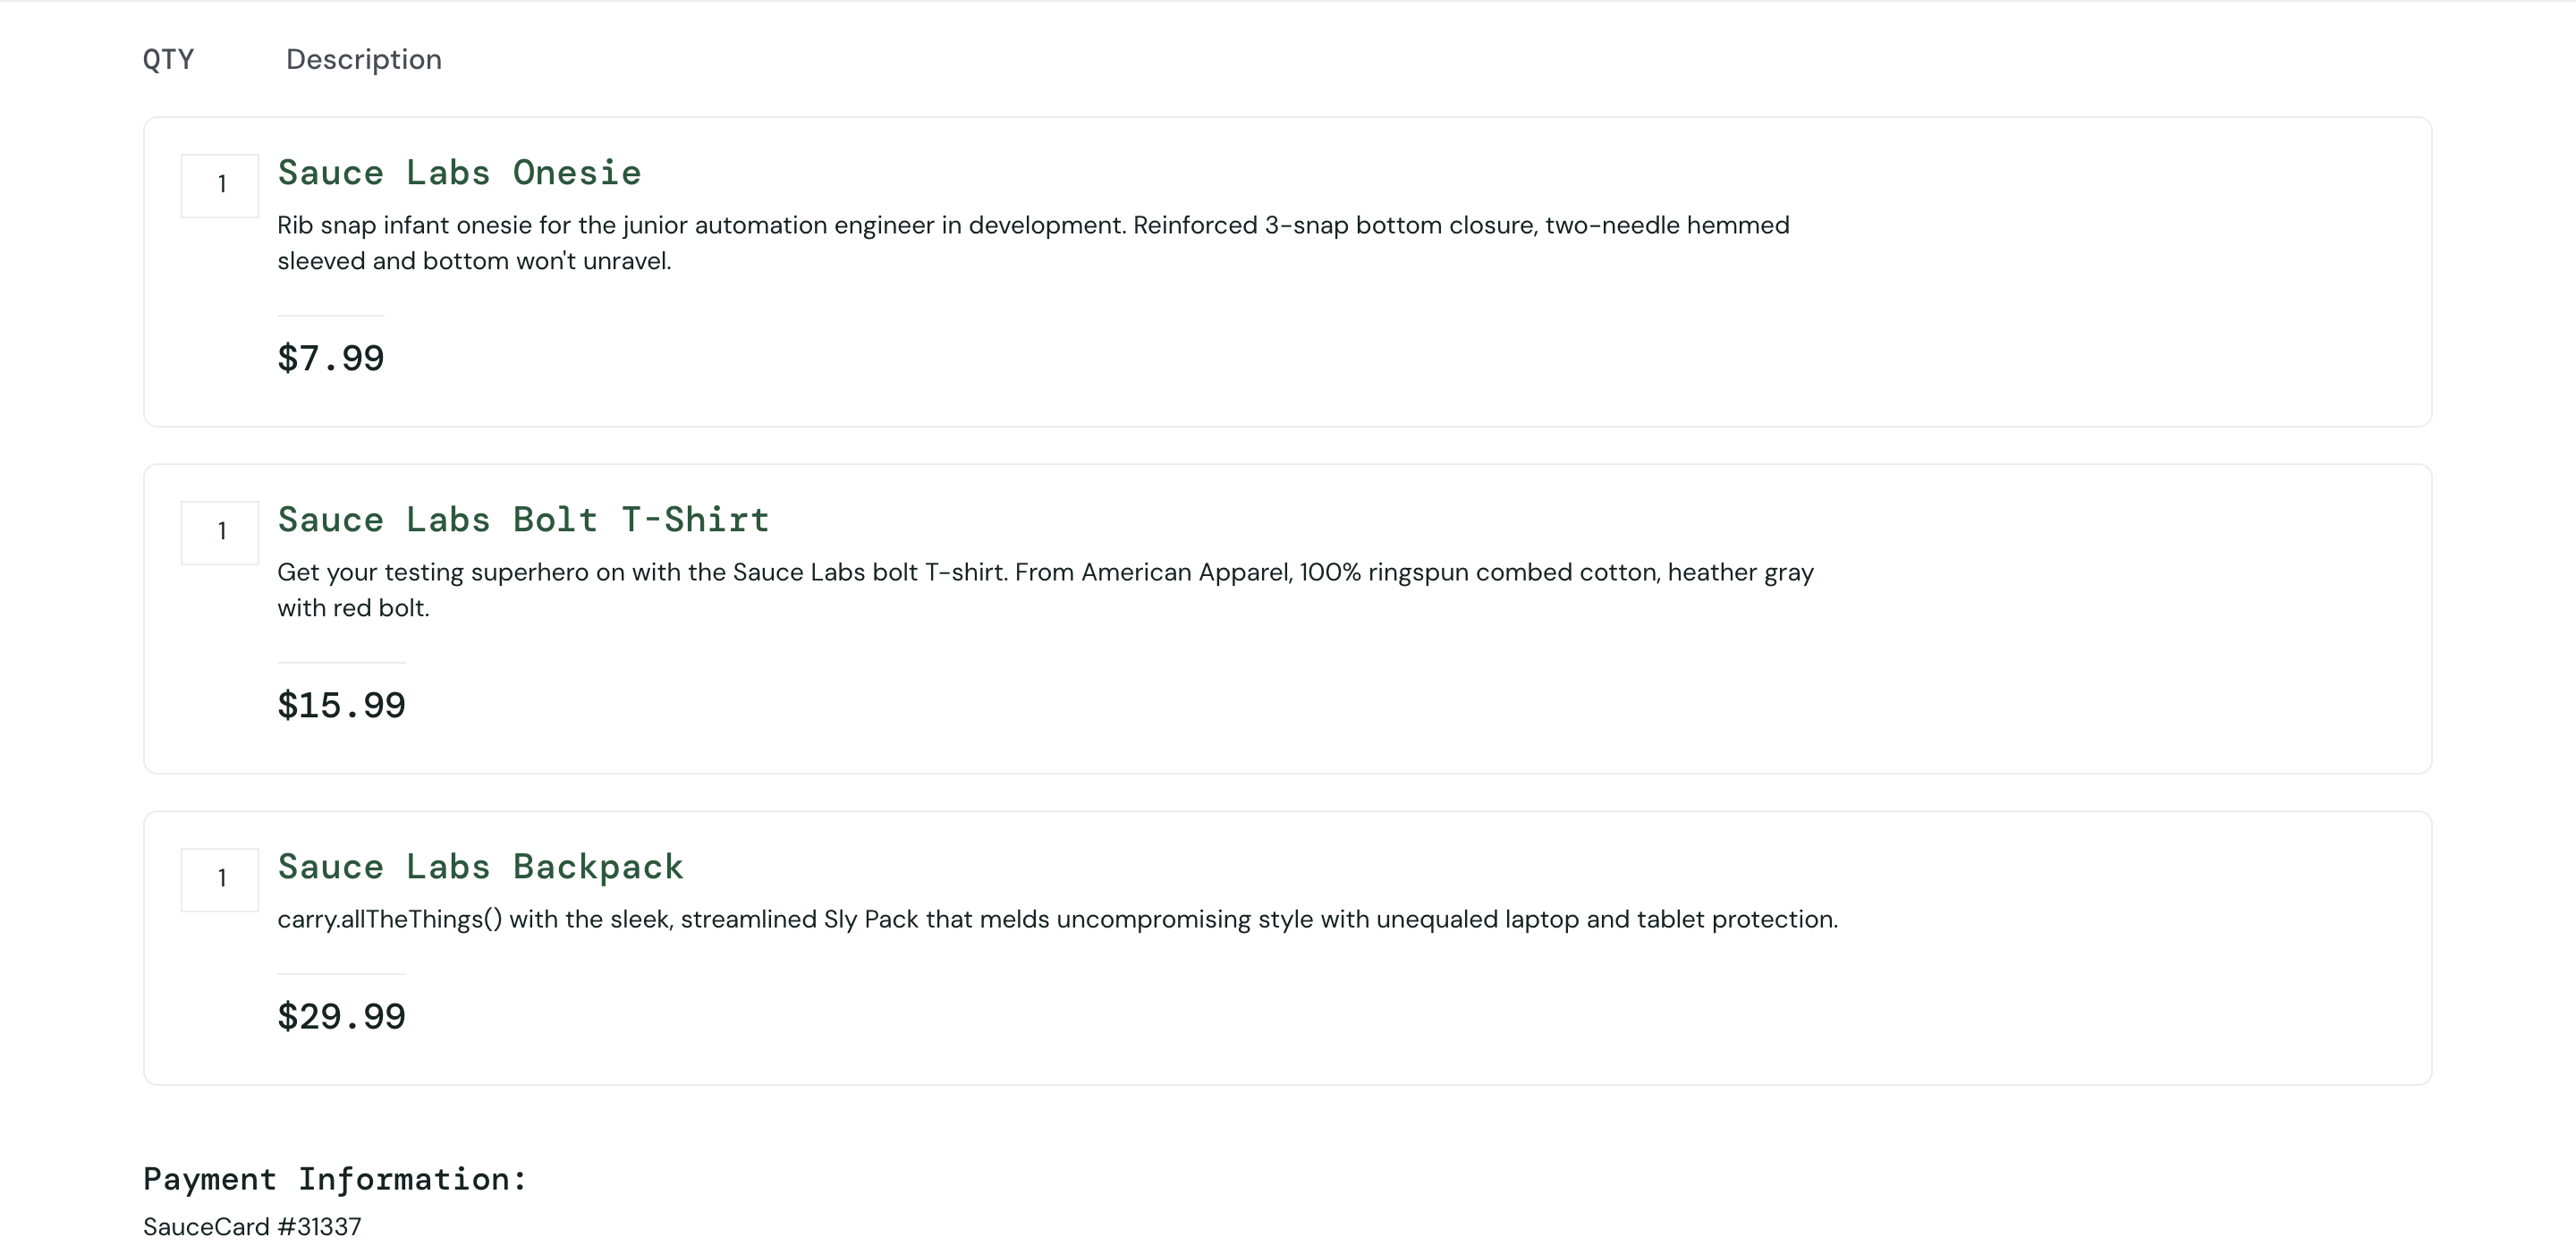 QTY Description
1 Sauce Labs Onesie
Rib snap infant onesie for the junior automation engineer in development. Reinforced 3-snap bottom closure, two-needle hemmed
sleeved and bottom won't unravel.
$7.99
1 Sauce Labs Bolt T-Shirt
Get your testing superhero on with the Sauce Labs bolt T-shirt. From American Apparel, 100% ringspun combed cotton, heather gray
with red bolt.
$15.99
1 Sauce Labs Backpack
carry.allTheThings() with the sleek, streamlined Sly Pack that melds uncompromising style with unequaled laptop and tablet protection.
$29.99
Payment Information:
SauceCard #31337